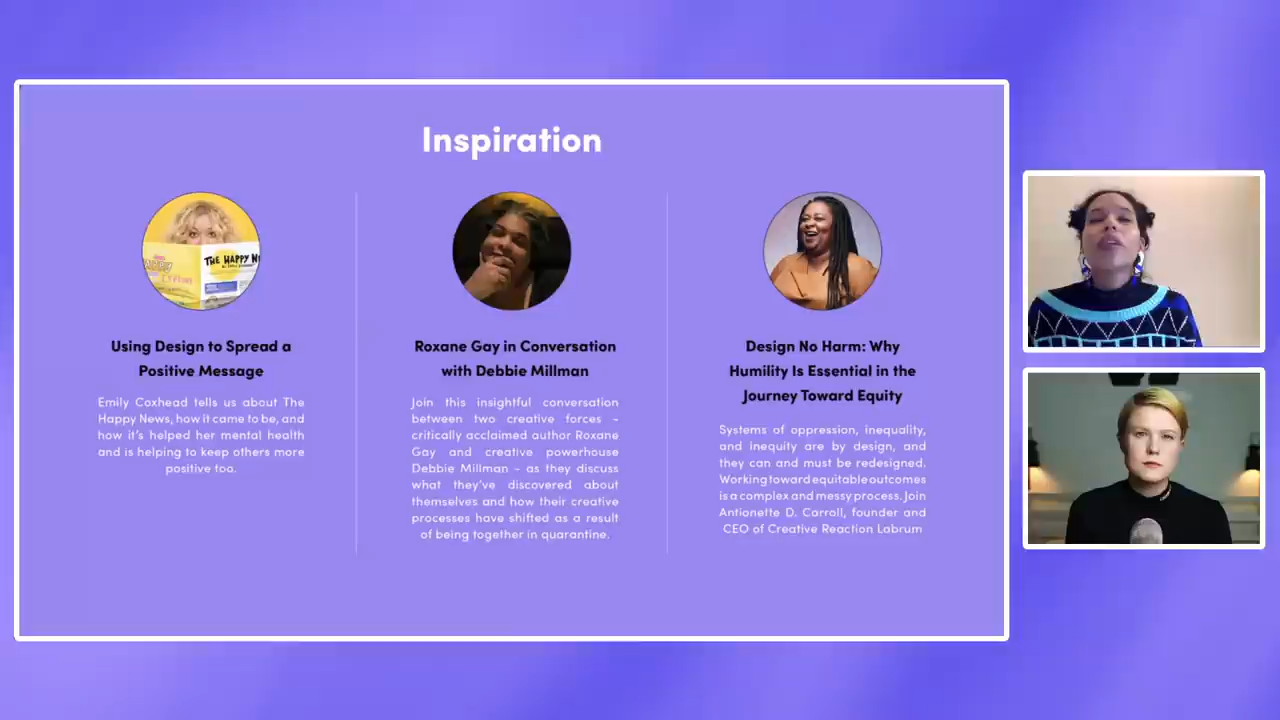 Inspiration
THE HAPPY N
Using Design to Spread a
Positive Message
Emily Coxhead tells us about The
Happy News, how it came to be, and
how it's helped her mental health
and is helping to keep others more
positive too.
Roxane Gay in Conversation
with Debbie Millman
Join this insightful conversation
between two creative forces –
critically acclaimed author Roxane
Gay and creative powerhouse
Debbie Millman – as they discuss
what they've discovered about
themselves and how their creative
processes have shifted as a result
of being together in quarantine.
Design No Harm: Why
Humility Is Essential in the
Journey Toward Equity
Systems of oppression, inequality,
and inequity are by design, and
they can and must be redesigned.
Working toward equitable outcomes
is a complex and messy process. Join
Antionette D. Carroll, founder and
CEO of Creative Reaction Labrum